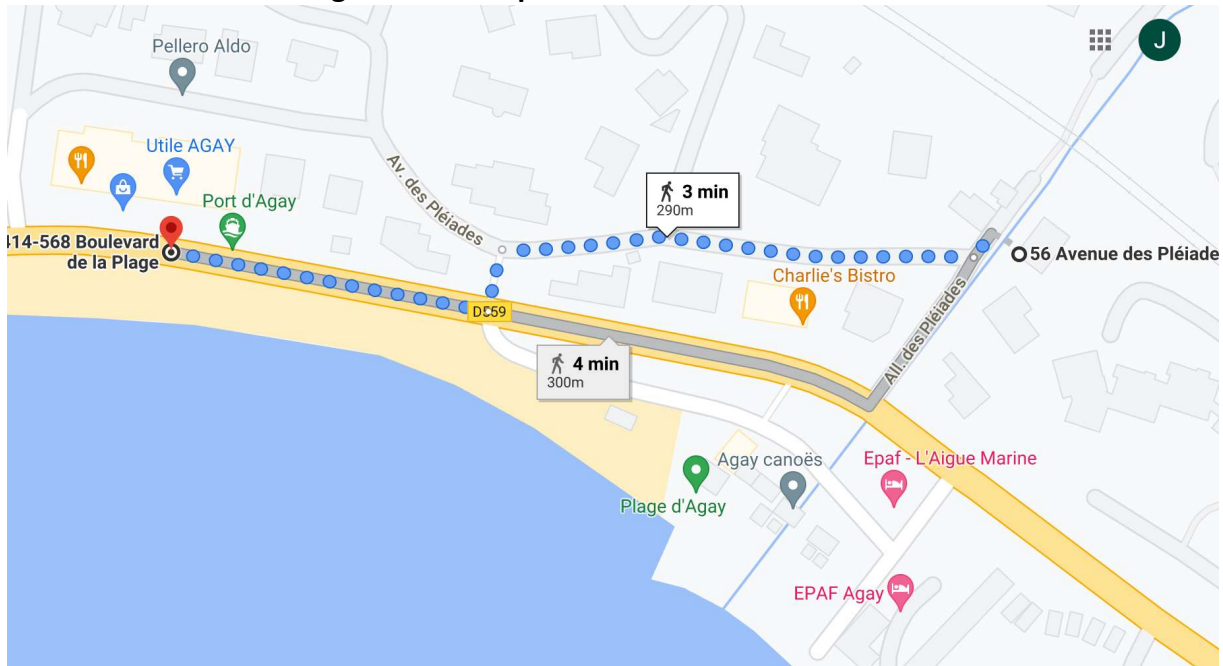 Pellero Aldo
J
Utile AGAY
Av. des Pléiades
Port d'Agay
3 min
290m
414-568 Boulevard
de la Plage
56 Avenue des Pléiade
Charlie's Bistro
D559
All. des Pléiades
4 min
300m
Agay canoës
Epaf - L'Aigue Marine
Plage d'Agay
EPAF Agay